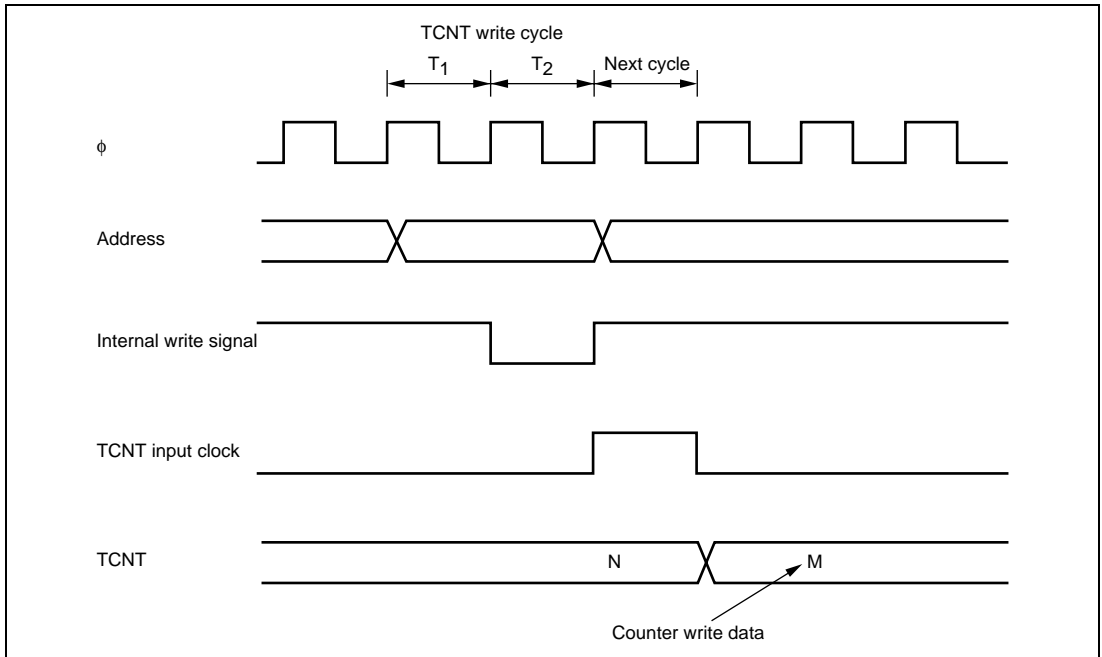 TCNT write cycle
T1 T2 Next cycle
ϕ
Address
Internal write signal
TCNT input clock
TCNT N M
Counter write data